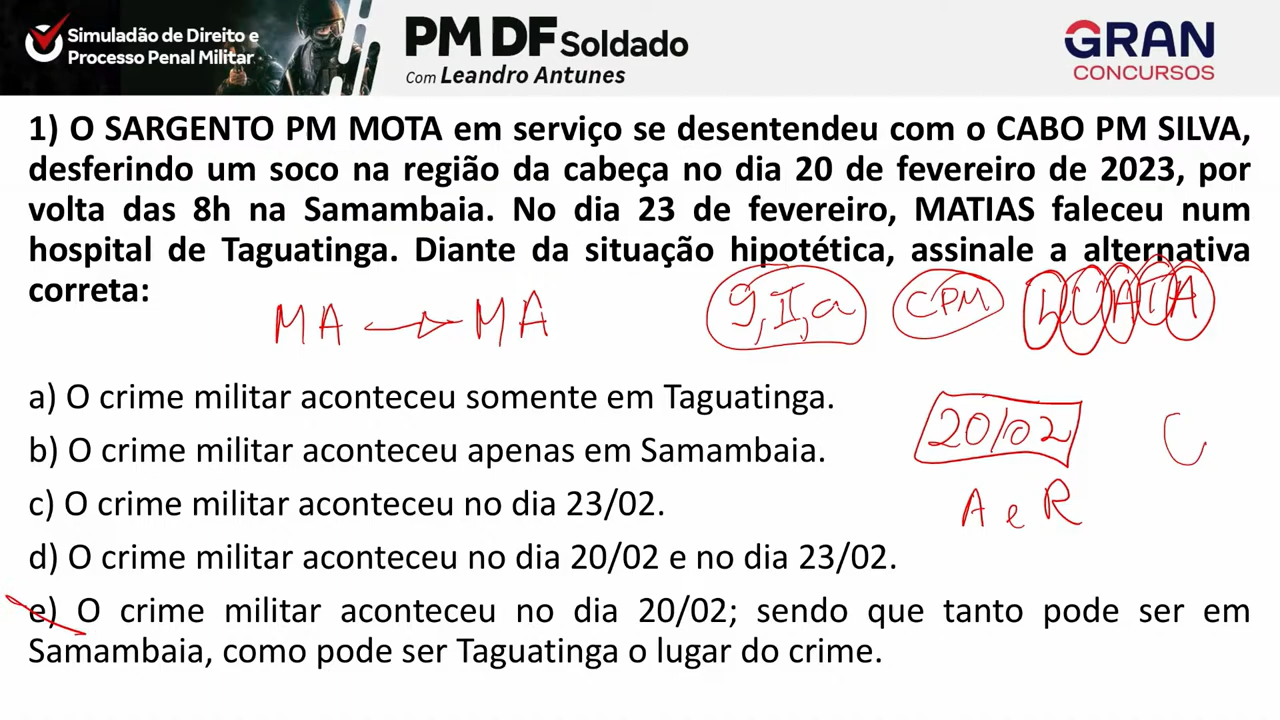 Simuladão de Direito e
Processo Penal Militar
PM DF Soldado
Com Leandro Antunes
GRAN
CONCURSOS
1) O SARGENTO PM MOTA em serviço se desentendeu com o CABO PM SILVA,
desferindo um soco na região da cabeça no dia 20 de fevereiro de 2023, por
volta das 8h na Samambaia. No dia 23 de fevereiro, MATIAS faleceu num
hospital de Taguatinga. Diante da situação hipotética, assinale a alternativa
correta:
MA MA 9, II, a CPM LUATA
a) O crime militar aconteceu somente em Taguatinga.
20/02
b) O crime militar aconteceu apenas em Samambaia.
c) O crime militar aconteceu no dia 23/02.
A e R
d) O crime militar aconteceu no dia 20/02 e no dia 23/02.
e) O crime militar aconteceu no dia 20/02; sendo que tanto pode ser em
Samambaia, como pode ser Taguatinga o lugar do crime.